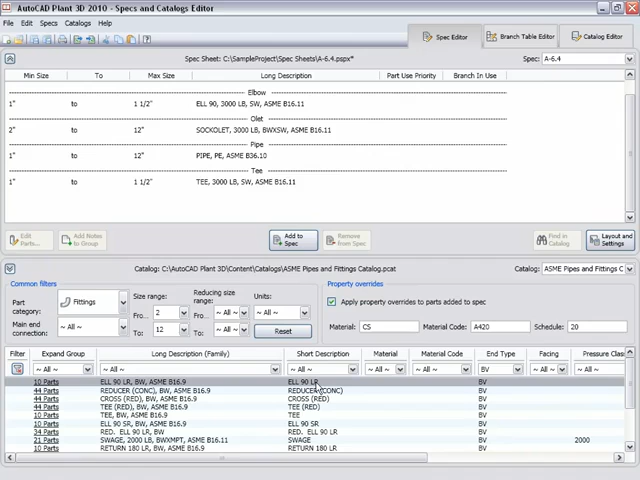 AutoCAD Plant 3D 2010 - Specs and Catalogs Editor
File Edit Specs Catalogs Help
Spec Editor Branch Table Editor Catalog Editor
Spec Sheet: C:\SampleProject\Spec Sheets\A-6.4.pspx* Spec: A-6.4
Min Size To Max Size Long Description Part Use Priority Branch In Use
Elbow
1" to 1 1/2" ELL 90, 3000 LB, SW, ASME B16.11
Olet
2" to 12" SOCKOLET, 3000 LB, BWXSW, ASME B16.11
Pipe
1" to 12" PIPE, PE, ASME B36.10
Tee
1" to 1 1/2" TEE, 3000 LB, SW, ASME B16.11
Edit Parts... Add Notes to Group Add to Spec Remove from Spec Find in Catalog Layout and Settings
Catalog: C:\AutoCAD Plant 3D\Content\Catalogs\ASME Pipes and Fittings Catalog.pcat Catalog: ASME Pipes and Fittings C
Common filters Property overrides
Part category: Fittings Size range: Reducing size range: Units:
Fro... 2 Fro... ~ All ~ ~ All ~ Apply property overrides to parts added to spec
Main end connection: ~ All ~ To: 12 To: ~ All ~ Reset Material: CS Material Code: A420 Schedule: 20
Filter Expand Group Long Description (Family) Short Description Material Material Code End Type Facing Pressure Clas
~ All ~ ~ All ~ ~ All ~ ~ All ~ ~ All ~ BV ~ All ~ ~ All ~
10 Parts ELL 90 LR, BW, ASME B16.9 ELL 90 LR BV
44 Parts REDUCER (CONC), BW, ASME B16.9 REDUCER (CONC) BV
44 Parts CROSS (RED), BW, ASME B16.9 CROSS (RED) BV
44 Parts TEE (RED), BW, ASME B16.9 TEE (RED) BV
10 Parts TEE, BW, ASME B16.9 TEE BV
10 Parts ELL 90 SR, BW, ASME B16.9 ELL 90 SR BV
34 Parts RED. ELL 90 LR, BW RED. ELL 90 LR BV
21 Parts SWAGE, 2000 LB, BWXMPT, ASME B16.11 SWAGE BV 2000
10 Parts RETURN 180 LR, BW, ASME B16.9 RETURN 180 LR BV